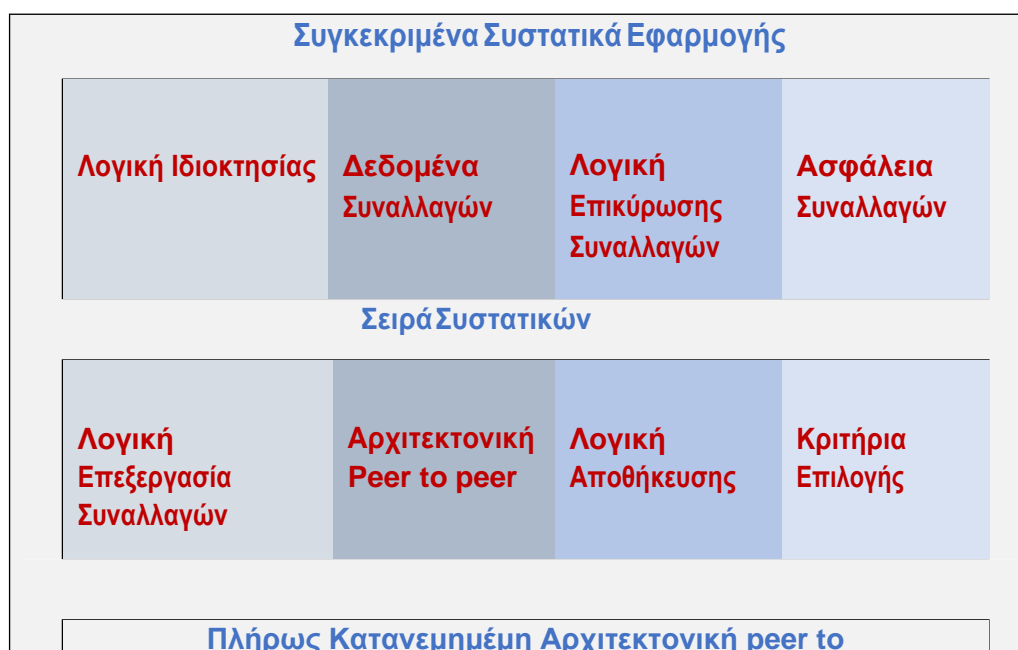 Συγκεκριμένα Συστατικά Εφαρμογής
Λογική Ιδιοκτησίας
Δεδομένα
Συναλλαγών
Λογική
Επικύρωσης
Συναλλαγών
Ασφάλεια
Συναλλαγών
Σειρά Συστατικών
Λογική
Επεξεργασία
Συναλλαγών
Αρχιτεκτονική
Peer to peer
Λογική
Αποθήκευσης
Κριτήρια
Επιλογής
Πλήρως Κατανεμημένη Αρχιτεκτονική peer to